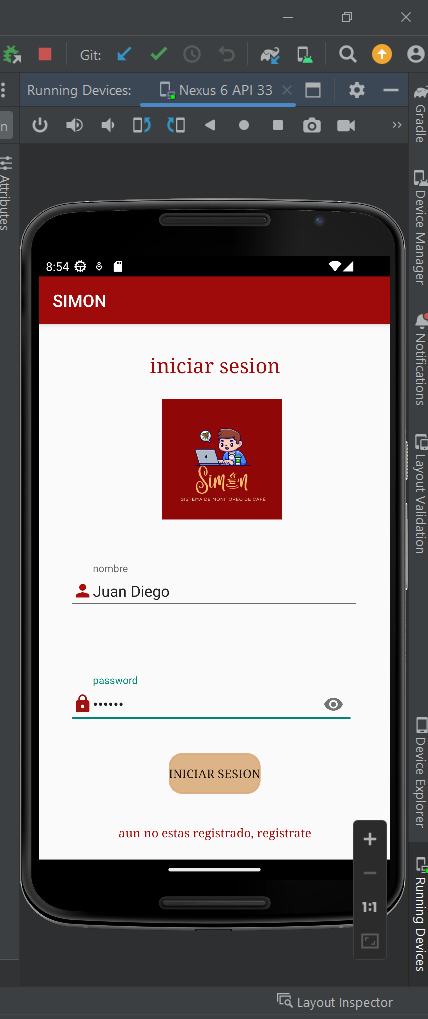 Git:
Running Devices:
Nexus 6 API 33
Gradle
Attributes
Device Manager
8:54
SIMON
Notifications
iniciar sesion
Simón
SISTEMA DE MONITOREO DE CAFÉ
Layout Validation
nombre
Juan Diego
password
••••••
Device Explorer
INICIAR SESION
aun no estas registrado, registrate
1:1
Running Devices
Layout Inspector